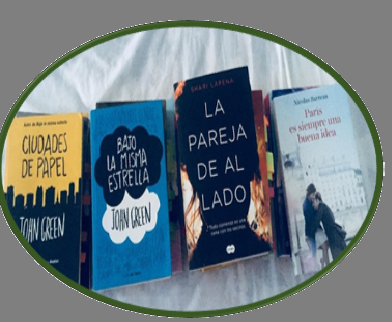 CIUDADES
DE PAPEL
JOHN GREEN
BAJO
LA MISMA
ESTRELLA
JOHN GREEN
SHARI LAPENA
LA
PAREJA
DE AL
LADO
Nicolas Barreau
París
es siempre una
buena idea